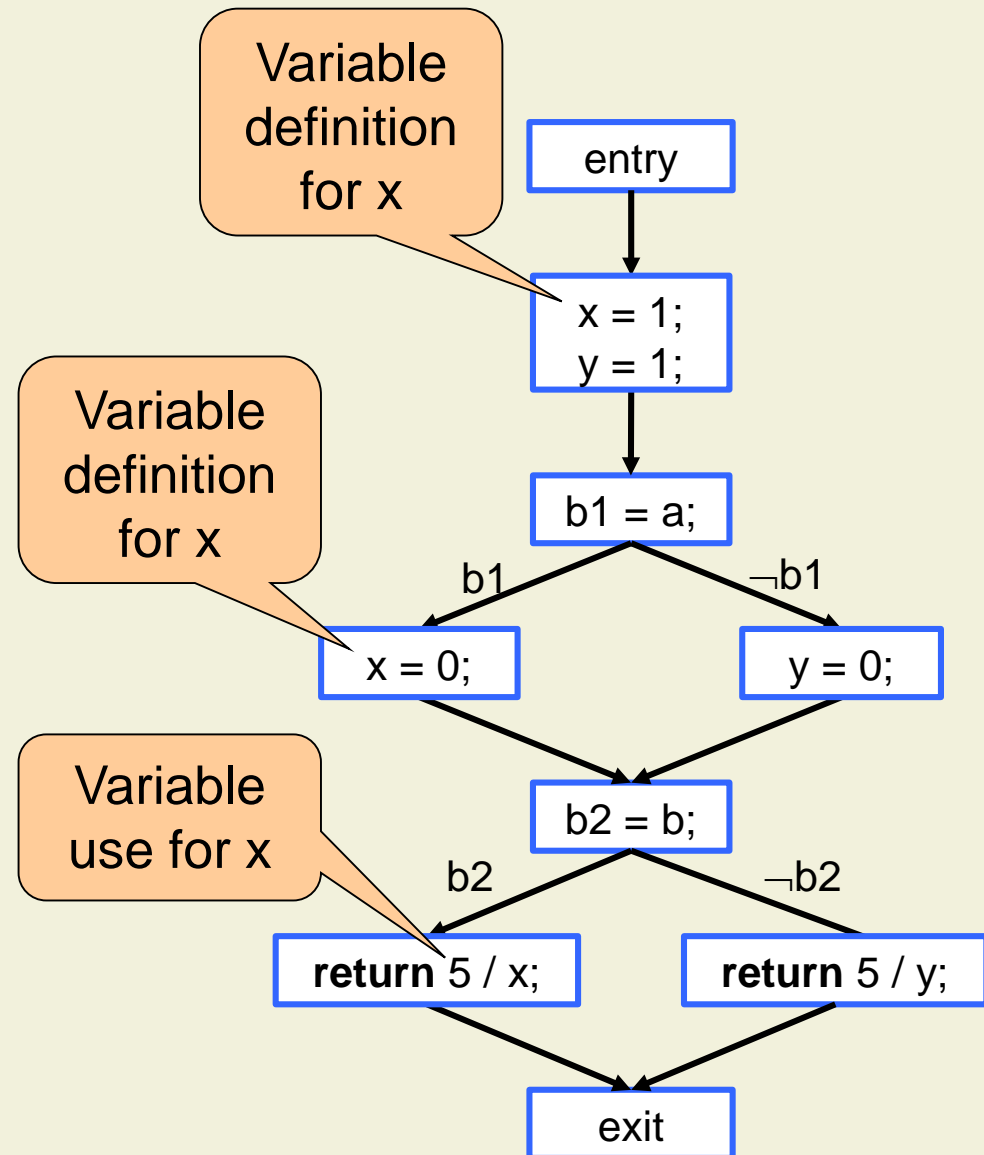 Variable
definition
for x
entry
x = 1;
y = 1;
Variable
definition
for x
b1 = a;
b1
¬b1
x = 0;
y = 0;
Variable
use for x
b2 = b;
b2
¬b2
return 5 / x;
return 5 / y;
exit